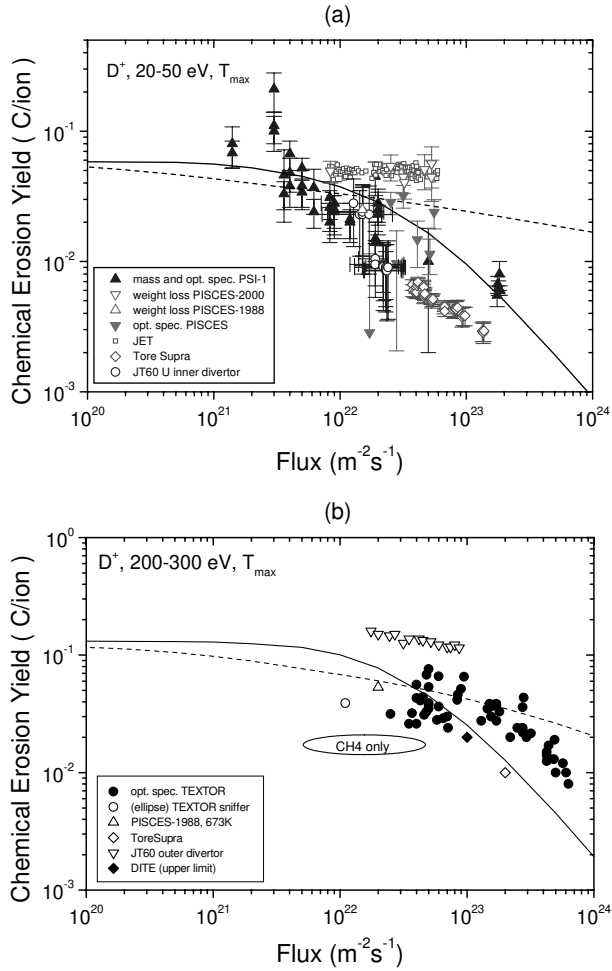 (a)
D⁺, 20-50 eV, Tmax
10⁻¹
10⁻²
10⁻³
Chemical Erosion Yield ( C/ion)
mass and opt. spec. PSI-1
weight loss PISCES-2000
weight loss PISCES-1988
opt. spec. PISCES
JET
Tore Supra
JT60 U inner divertor
10²⁰ 10²¹ 10²² 10²³ 10²⁴
Flux (m⁻²s⁻¹)
(b)
D⁺, 200-300 eV, Tmax
10⁰
10⁻¹
10⁻²
10⁻³
Chemical Erosion Yield ( C/ion)
CH4 only
opt. spec. TEXTOR
(ellipse) TEXTOR sniffer
PISCES-1988, 673K
ToreSupra
JT60 outer divertor
DITE (upper limit)
10²⁰ 10²¹ 10²² 10²³ 10²⁴
Flux (m⁻²s⁻¹)